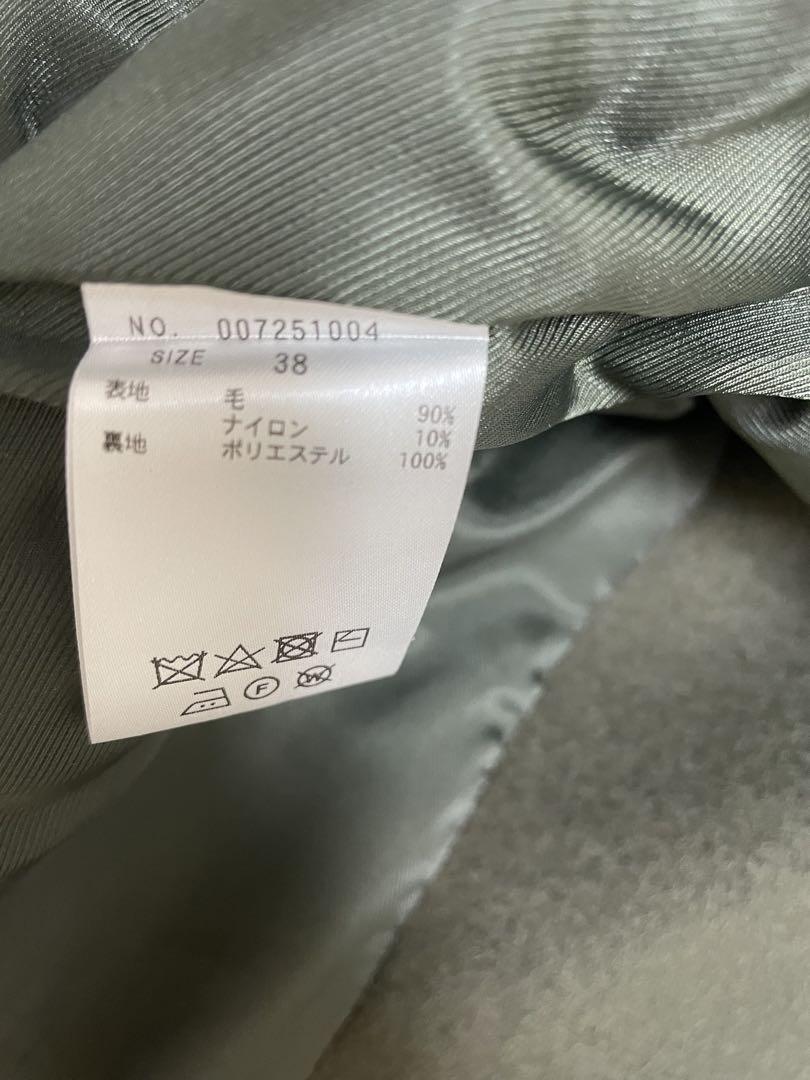 NO. 007251004
SIZE 38
表地 毛 90%
ナイロン 10%
裏地 ポリエステル 100%
F
W